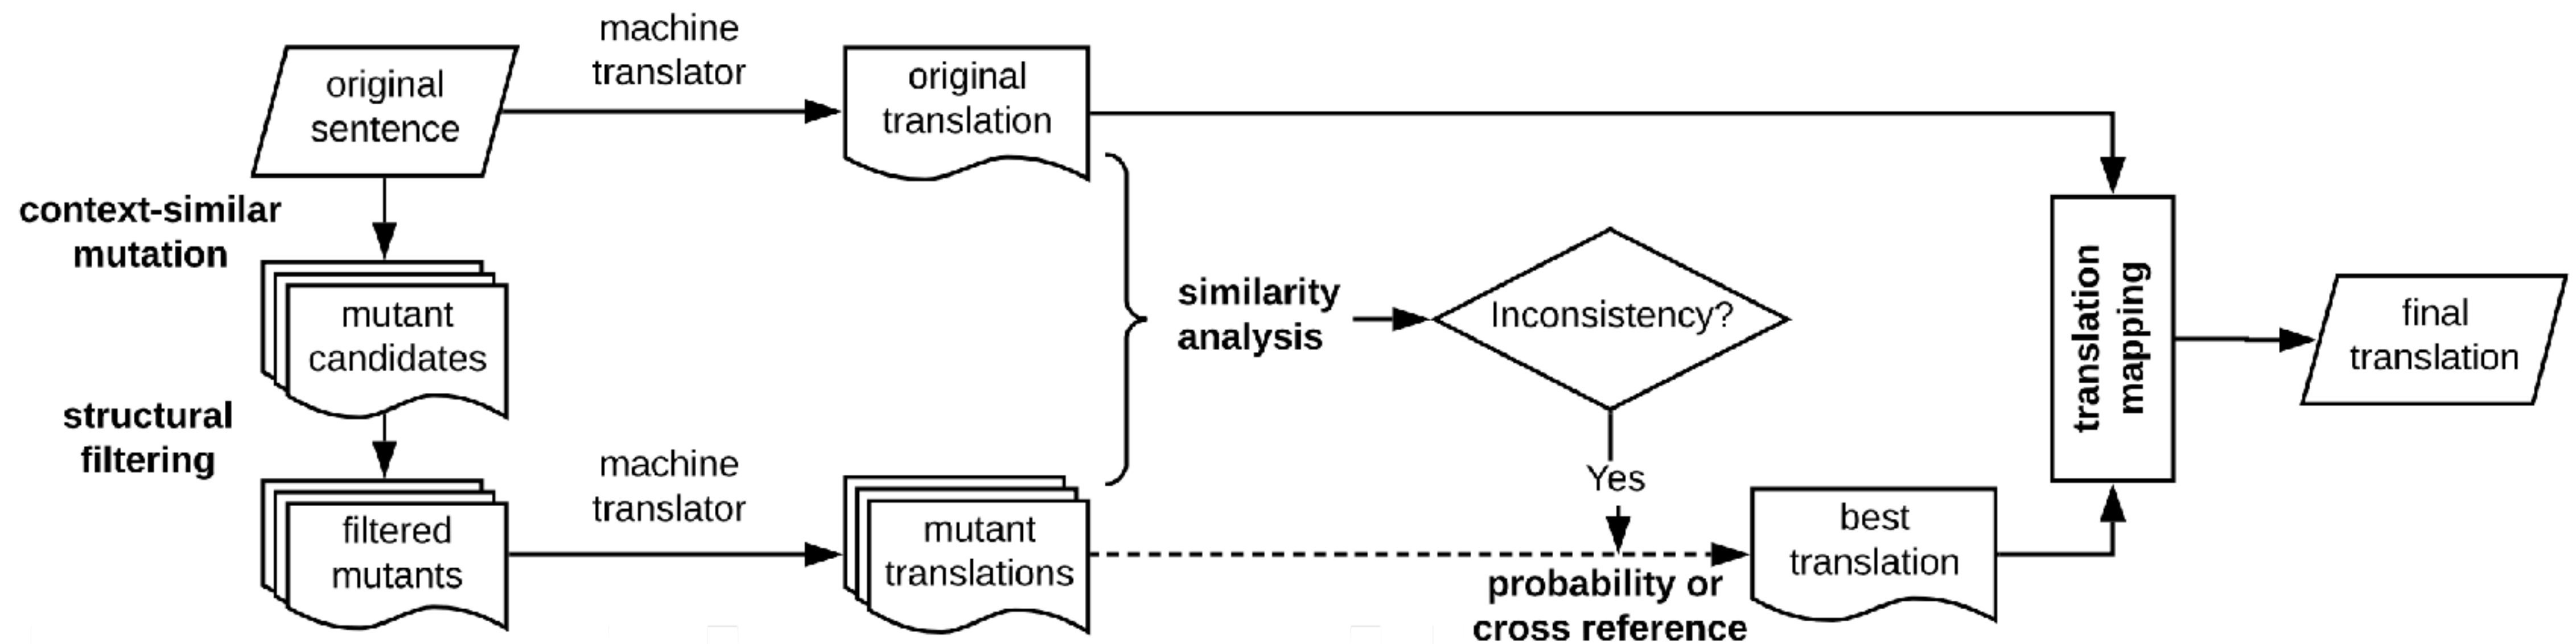 machine
translator
original
sentence
original
translation
context-similar
mutation
mutant
candidates
similarity
analysis
Inconsistency?
translation
mapping
final
translation
structural
filtering
machine
translator
Yes
filtered
mutants
mutant
translations
best
translation
probability or
cross reference